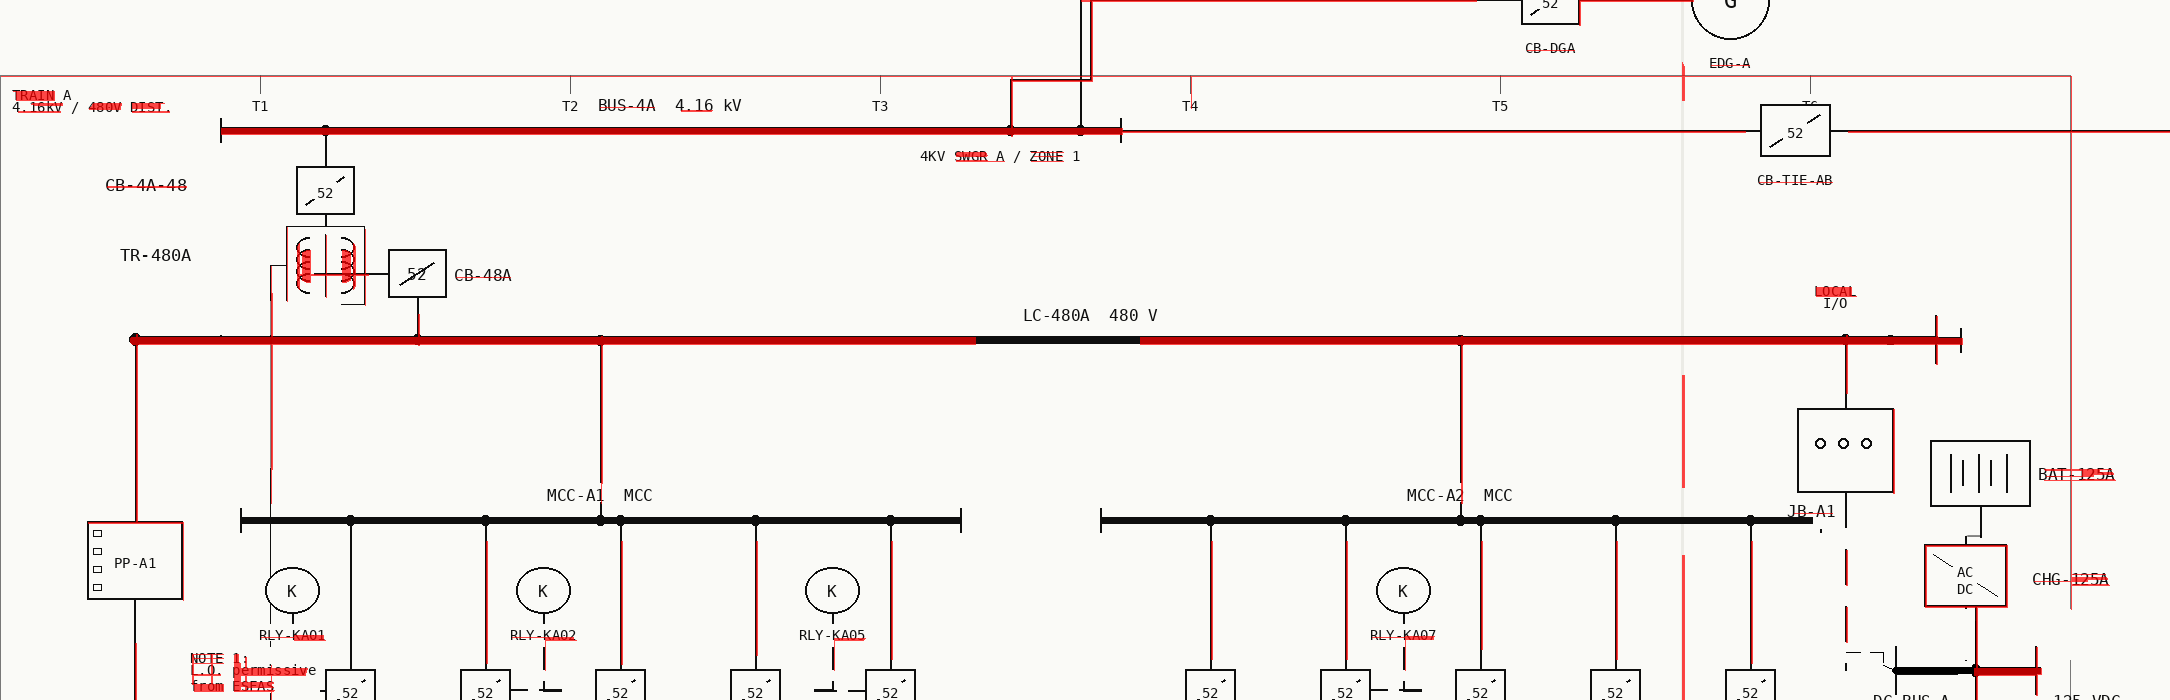 G
52
CB-DGA
EDG-A
TRAIN A
4.16kV / 480V DIST.
T1
T2
BUS-4A  4.16 kV
T3
T4
T5
4KV SWGR A / ZONE 1
52
CB-TIE-AB
CB-4A-48
52
TR-480A
52
CB-48A
LC-480A  480 V
LOCAL
I/O
MCC-A1  MCC
MCC-A2  MCC
JB-A1
BAT-125A
PP-A1
AC
DC
CHG-125A
K
K
K
K
RLY-KA01
RLY-KA02
RLY-KA05
RLY-KA07
NOTE 1:
L.O. permissive
from ESFAS
52
52
52
52
52
52
52
52
52
52
DC BUS-A
125 VDC